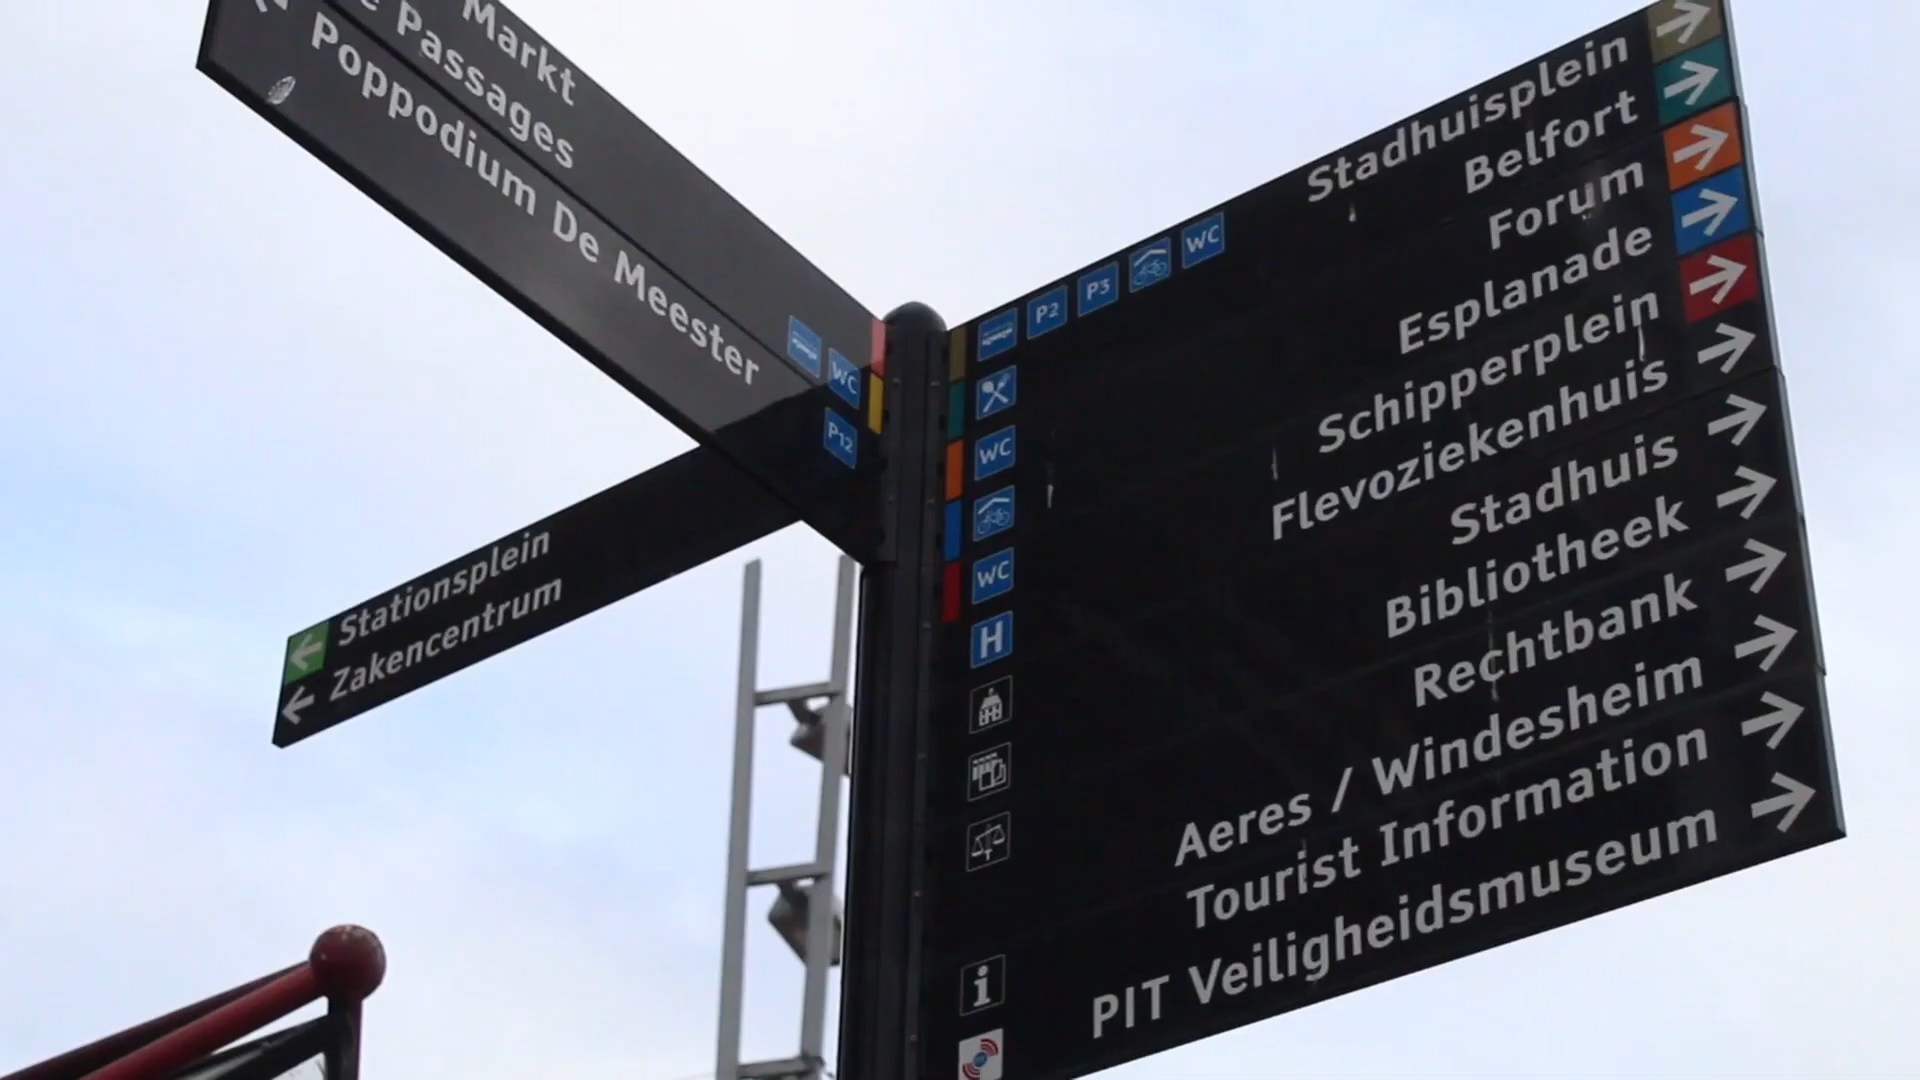 Markt
Passages
Poppodium De Meester
WC
P12
Stationsplein
Zakencentrum
P2 P3 WC Stadhuisplein
Belfort
WC Forum
Esplanade
WC Schipperplein
H Flevoziekenhuis
Stadhuis
Bibliotheek
Rechtbank
Aeres / Windesheim
i Tourist Information
PIT Veiligheidsmuseum